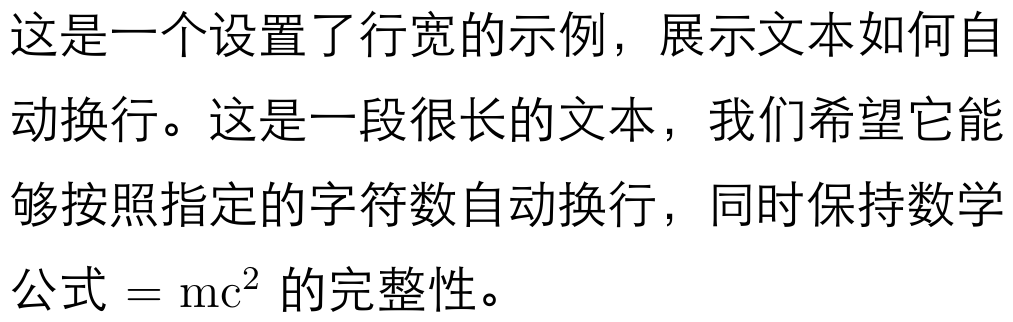 这是一个设置了行宽的示例，展示文本如何自
动换行。这是一段很长的文本，我们希望它能
够按照指定的字符数自动换行，同时保持数学
公式 = mc² 的完整性。